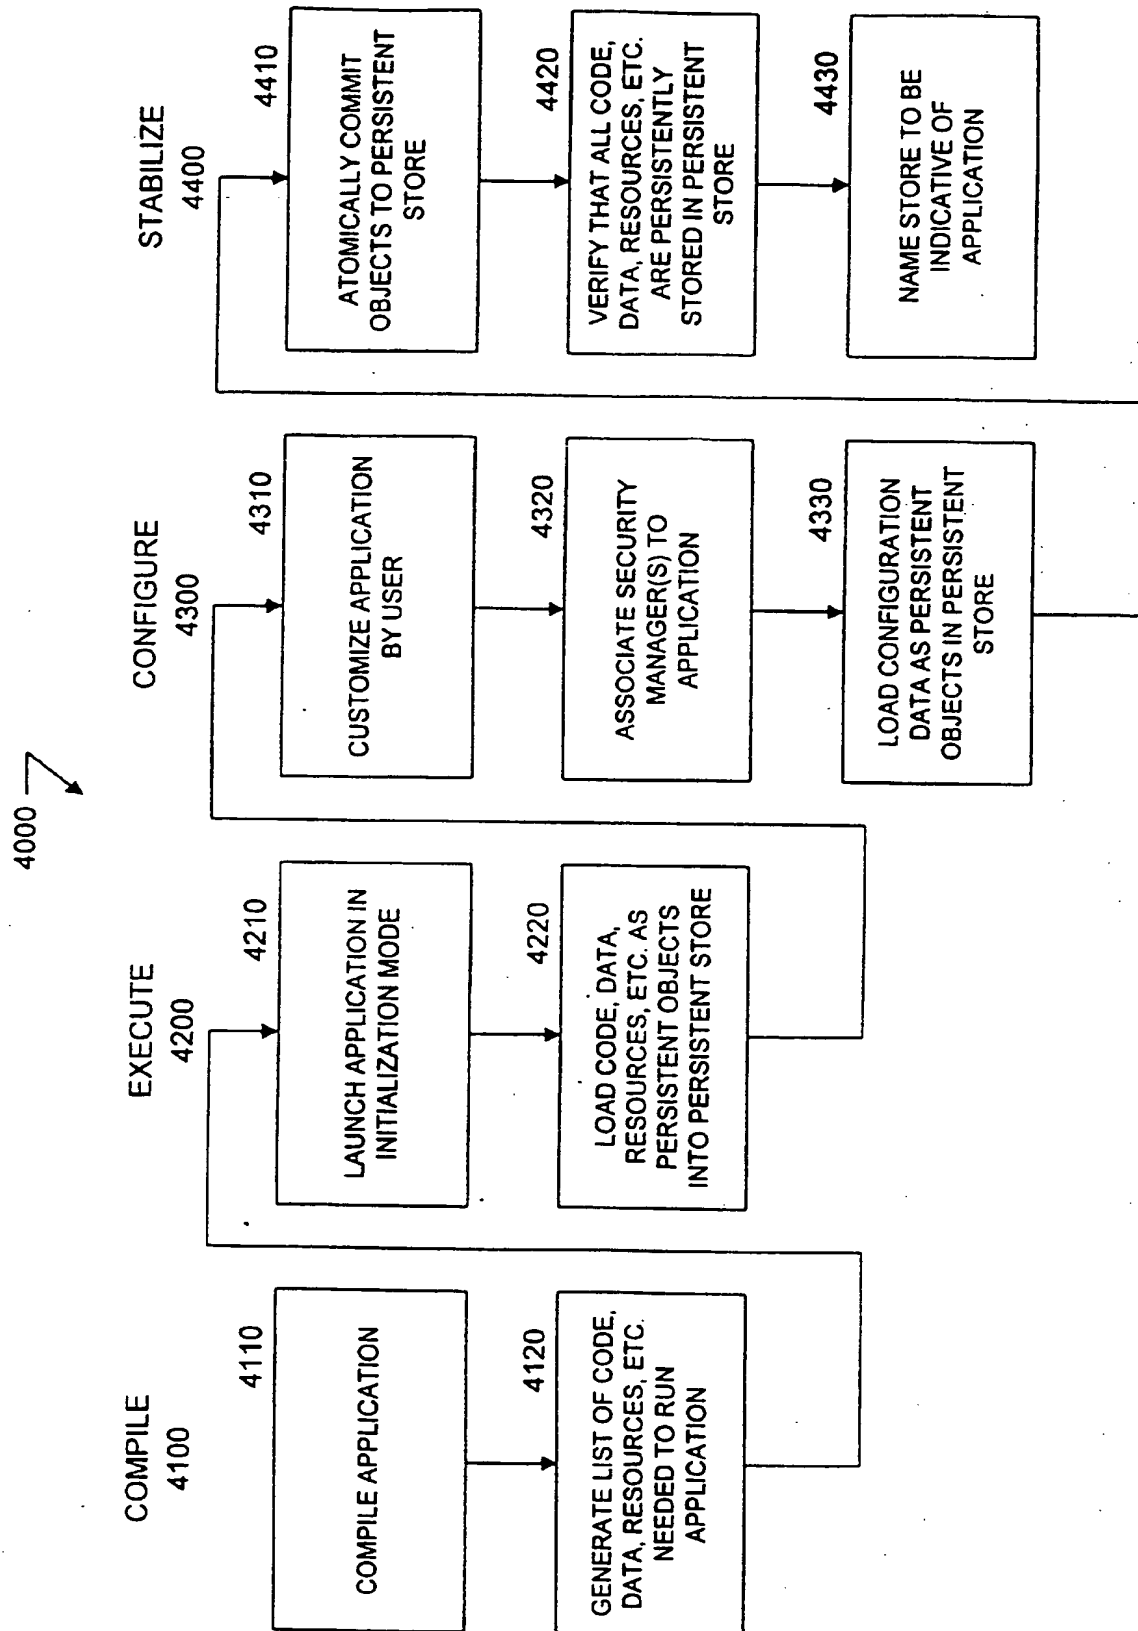 4000
COMPILE
4100
4110
COMPILE APPLICATION
4120
GENERATE LIST OF CODE,
DATA, RESOURCES, ETC.
NEEDED TO RUN
APPLICATION
EXECUTE
4200
4210
LAUNCH APPLICATION IN
INITIALIZATION MODE
4220
LOAD CODE, DATA,
RESOURCES, ETC. AS
PERSISTENT OBJECTS
INTO PERSISTENT STORE
CONFIGURE
4300
4310
CUSTOMIZE APPLICATION
BY USER
4320
ASSOCIATE SECURITY
MANAGER(S) TO
APPLICATION
4330
LOAD CONFIGURATION
DATA AS PERSISTENT
OBJECTS IN PERSISTENT
STORE
STABILIZE
4400
4410
ATOMICALLY COMMIT
OBJECTS TO PERSISTENT
STORE
4420
VERIFY THAT ALL CODE,
DATA, RESOURCES, ETC.
ARE PERSISTENTLY
STORED IN PERSISTENT
STORE
4430
NAME STORE TO BE
INDICATIVE OF
APPLICATION